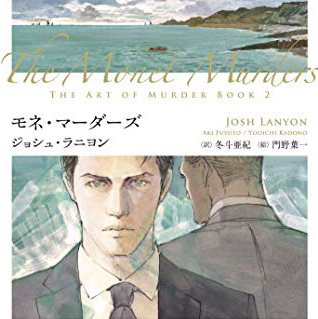 The Monet Murders
THE ART OF MURDER BOOK 2
モネ・マーダーズ
JOSH LANYON
AKI FUYUTO / YOOICHI KADONO
ジョシュ・ラニヨン
〈訳〉冬斗亜紀 〈絵〉門野葉一